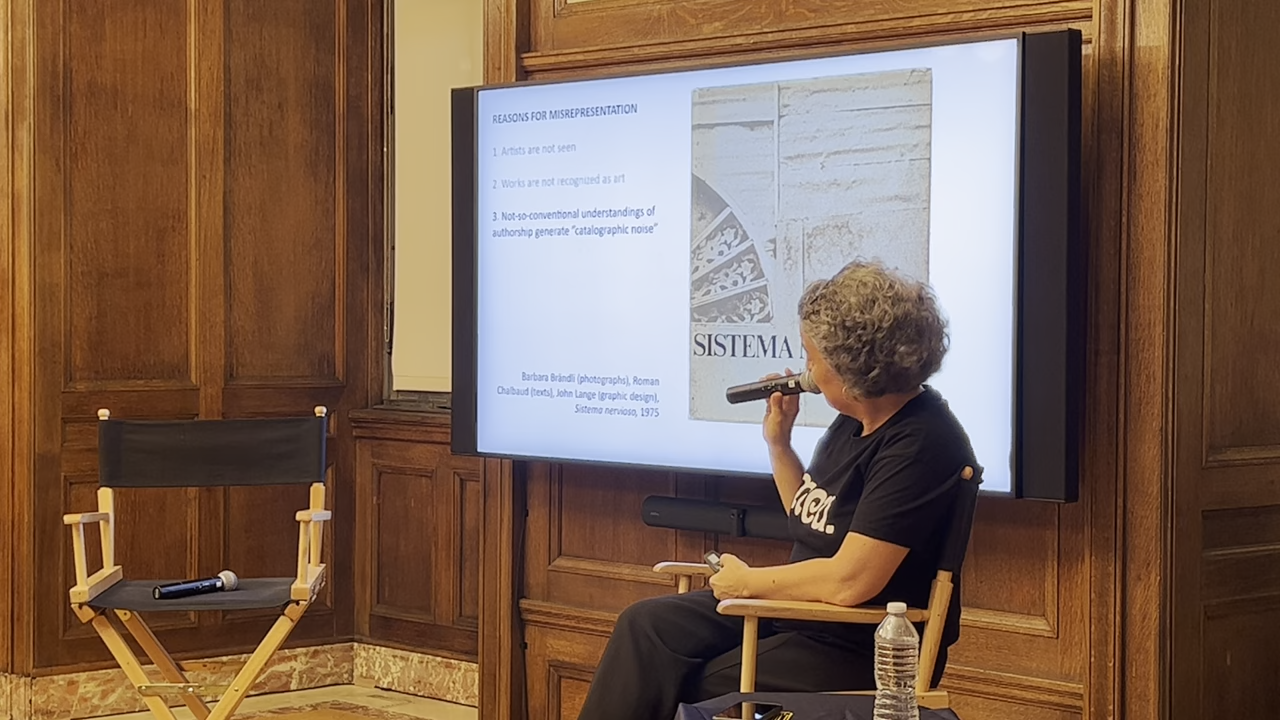 REASONS FOR MISREPRESENTATION
1. Artists are not seen
2. Works are not recognized as art
3. Not-so-conventional understandings of
authorship generate "catalographic noise"
SISTEMA
Barbara Brändli (photographs), Roman
Chalbaud (texts), John Lange (graphic design),
Sistema nervioso, 1975